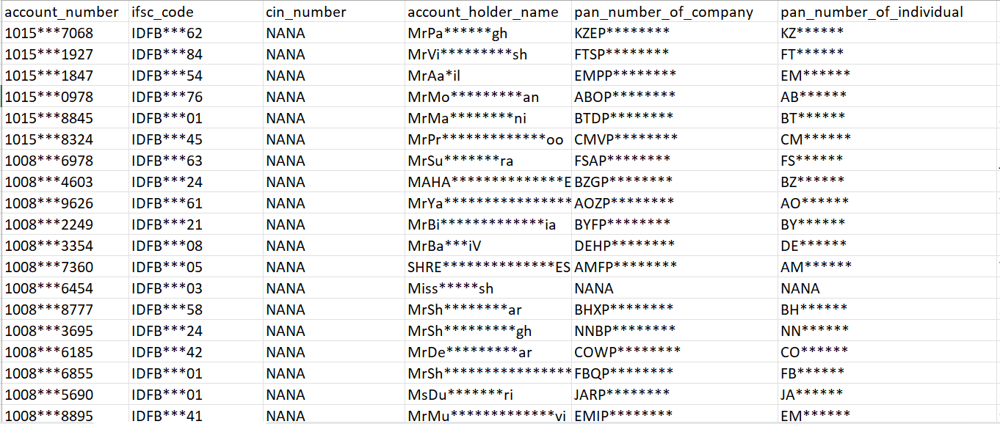 account_number ifsc_code cin_number account_holder_name pan_number_of_company pan_number_of_individual
1015***7068 IDFB***62 NANA MrPa******gh KZEP******** KZ******
1015***1927 IDFB***84 NANA MrVi*********sh FTSP******** FT******
1015***1847 IDFB***54 NANA MrAa*il EMPP******** EM******
1015***0978 IDFB***76 NANA MrMo*********an ABOP******** AB******
1015***8845 IDFB***01 NANA MrMa********ni BTDP******** BT******
1015***8324 IDFB***45 NANA MrPr*************oo CMVP******** CM******
1008***6978 IDFB***63 NANA MrSu*******ra FSAP******** FS******
1008***4603 IDFB***24 NANA MAHA**************E BZGP******** BZ******
1008***9626 IDFB***61 NANA MrYa**************** AOZP******** AO******
1008***2249 IDFB***21 NANA MrBi*************ia BYFP******** BY******
1008***3354 IDFB***08 NANA MrBa***iV DEHP******** DE******
1008***7360 IDFB***05 NANA SHRE**************ES AMFP******** AM******
1008***6454 IDFB***03 NANA Miss*****sh NANA NANA
1008***8777 IDFB***58 NANA MrSh********ar BHXP******** BH******
1008***3695 IDFB***24 NANA MrSh*********gh NNBP******** NN******
1008***6185 IDFB***42 NANA MrDe*********ar COWP******** CO******
1008***6855 IDFB***01 NANA MrSh**************** FBQP******** FB******
1008***5690 IDFB***01 NANA MsDu*******ri JARP******** JA******
1008***8895 IDFB***41 NANA MrMu*************vi EMIP******** EM******